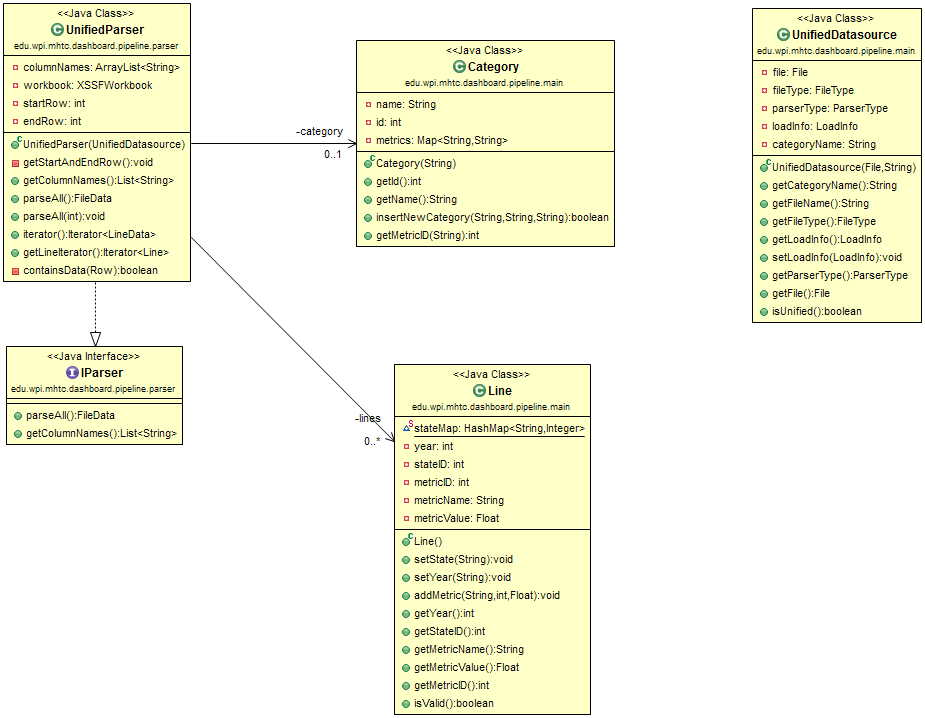 <<Java Class>>
UnifiedParser
edu.wpi.mhtc.dashboard.pipeline.parser
columnNames: ArrayList<String>
workbook: XSSFWorkbook
startRow: int
endRow: int
UnifiedParser(UnifiedDatasource)
getStartAndEndRow():void
getColumnNames():List<String>
parseAll():FileData
parseAll(int):void
iterator():Iterator<LineData>
getLineIterator():Iterator<Line>
containsData(Row):boolean
-category
0..1
<<Java Class>>
Category
edu.wpi.mhtc.dashboard.pipeline.main
name: String
id: int
metrics: Map<String,String>
Category(String)
getId():int
getName():String
insertNewCategory(String,String,String):boolean
getMetricID(String):int
<<Java Class>>
UnifiedDatasource
edu.wpi.mhtc.dashboard.pipeline.main
file: File
fileType: FileType
parserType: ParserType
loadInfo: LoadInfo
categoryName: String
UnifiedDatasource(File,String)
getCategoryName():String
getFileName():String
getFileType():FileType
getLoadInfo():LoadInfo
setLoadInfo(LoadInfo):void
getParserType():ParserType
getFile():File
isUnified():boolean
<<Java Interface>>
IParser
edu.wpi.mhtc.dashboard.pipeline.parser
parseAll():FileData
getColumnNames():List<String>
-lines
0..*
<<Java Class>>
Line
edu.wpi.mhtc.dashboard.pipeline.main
stateMap: HashMap<String,Integer>
year: int
stateID: int
metricID: int
metricName: String
metricValue: Float
Line()
setState(String):void
setYear(String):void
addMetric(String,int,Float):void
getYear():int
getStateID():int
getMetricName():String
getMetricValue():Float
getMetricID():int
isValid():boolean